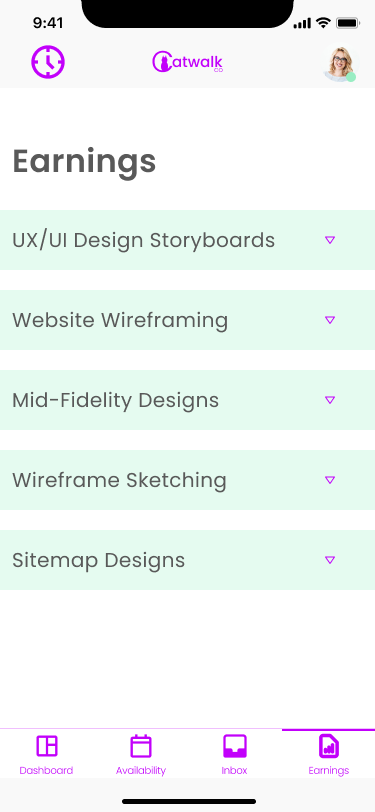 9:41
Catwalk
CO
Earnings
UX/UI Design Storyboards
Website Wireframing
Mid-Fidelity Designs
Wireframe Sketching
Sitemap Designs
Dashboard Availability Inbox Earnings